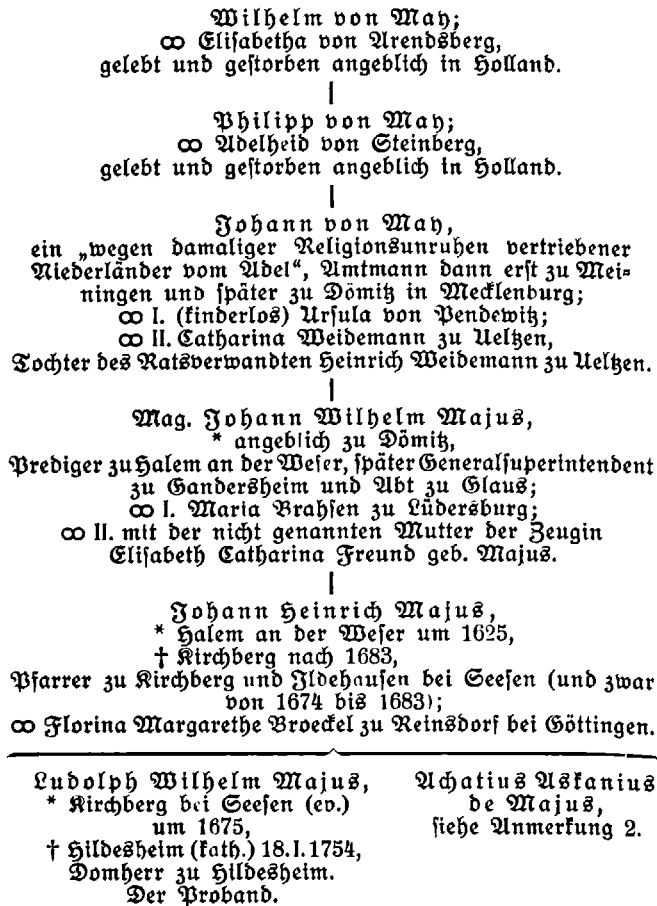 Wilhelm von May;
∞ Elisabetha von Arendsberg,
gelebt und gestorben angeblich in Holland.
Philipp von May;
∞ Adelheid von Steinberg,
gelebt und gestorben angeblich in Holland.
Johann von May,
ein „wegen damaliger Religionsunruhen vertriebener
Niederländer vom Adel“, Amtmann dann erst zu Mei-
ningen und später zu Dömitz in Mecklenburg;
∞ I. (kinderlos) Ursula von Pendewitz;
∞ II. Catharina Weidemann zu Ueltzen,
Tochter des Ratsverwandten Heinrich Weidemann zu Ueltzen.
Mag. Johann Wilhelm Majus,
* angeblich zu Dömitz,
Prediger zu Halem an der Weser, später Generalsuperintendent
zu Gandersheim und Abt zu Glaus;
∞ I. Maria Brahsen zu Lüdersburg;
∞ II. mit der nicht genannten Mutter der Zeugin
Elisabeth Catharina Freund geb. Majus.
Johann Heinrich Majus,
* Halem an der Weser um 1625,
† Kirchberg nach 1683,
Pfarrer zu Kirchberg und Ildehausen bei Seesen (und zwar
von 1674 bis 1683);
∞ Florina Margarethe Broeckel zu Reinsdorf bei Göttingen.
Ludolph Wilhelm Majus,
* Kirchberg bei Seesen (ev.)
um 1675,
† Hildesheim (kath.) 18.I.1754,
Domherr zu Hildesheim.
Der Proband.
Achatius Askanius
de Majus,
siehe Anmerkung 2.